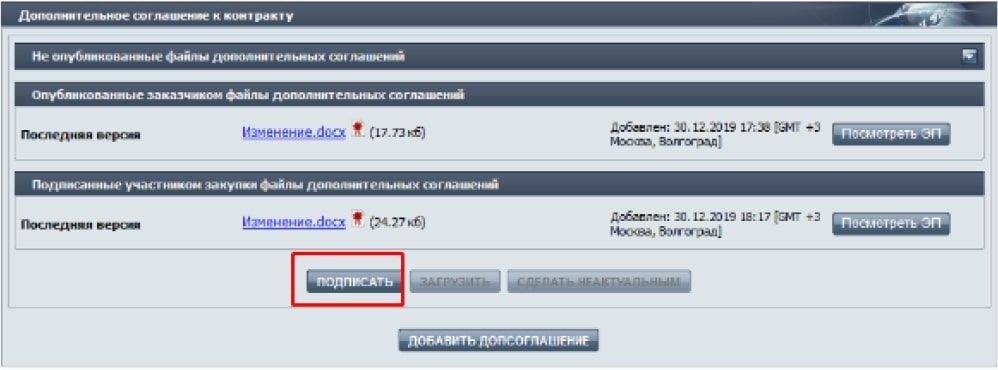 Дополнительное соглашение к контракту
Не опубликованные файлы дополнительных соглашений
Опубликованные заказчиком файлы дополнительных соглашений
Последняя версия Изменение.docx (17.73 кб) Добавлен: 30.12.2019 17:38 [GMT +3 Посмотреть ЭП
Москва, Волгоград]
Подписанные участником закупки файлы дополнительных соглашений
Последняя версия Изменение.docx (24.27 кб) Добавлен: 30.12.2019 18:17 [GMT +3 Посмотреть ЭП
Москва, Волгоград]
ПОДПИСАТЬ ЗАГРУЗИТЬ СДЕЛАТЬ НЕАКТУАЛЬНЫМ
ДОБАВИТЬ ДОПСОГЛАШЕНИЕ